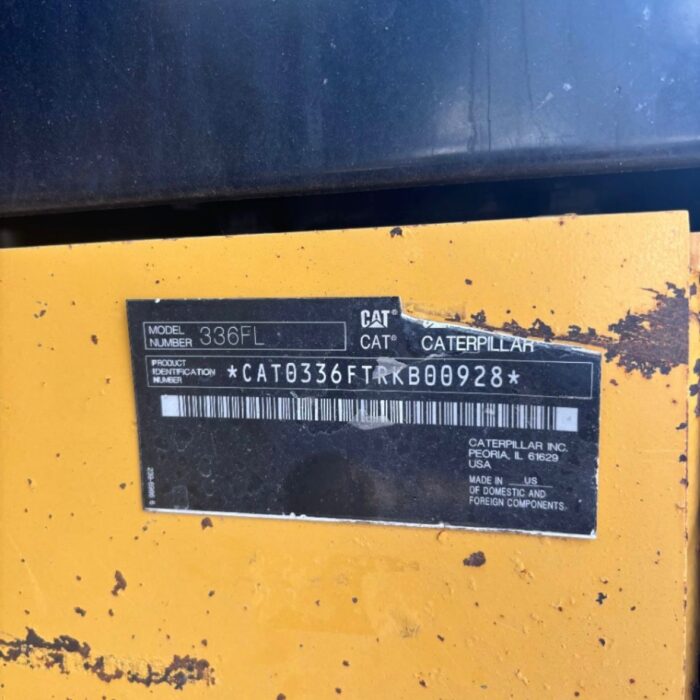 CAT®
MODEL
NUMBER
336FL
CAT® CATERPILLAR
PRODUCT
IDENTIFICATION
NUMBER
*CAT0336FTRKB00928*
CATERPILLAR INC.
PEORIA, IL 61629
USA
MADE IN US
OF DOMESTIC AND
FOREIGN COMPONENTS.